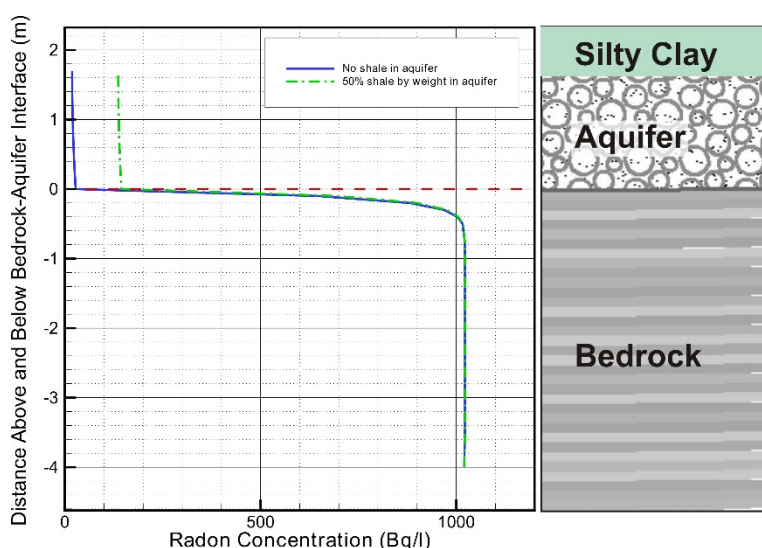 Distance Above and Below Bedrock-Aquifer Interface (m)
2
1
0
-1
-2
-3
-4
No shale in aquifer
50% shale by weight in aquifer
0
500
1000
Radon Concentration (Bq/l)
Silty Clay
Aquifer
Bedrock